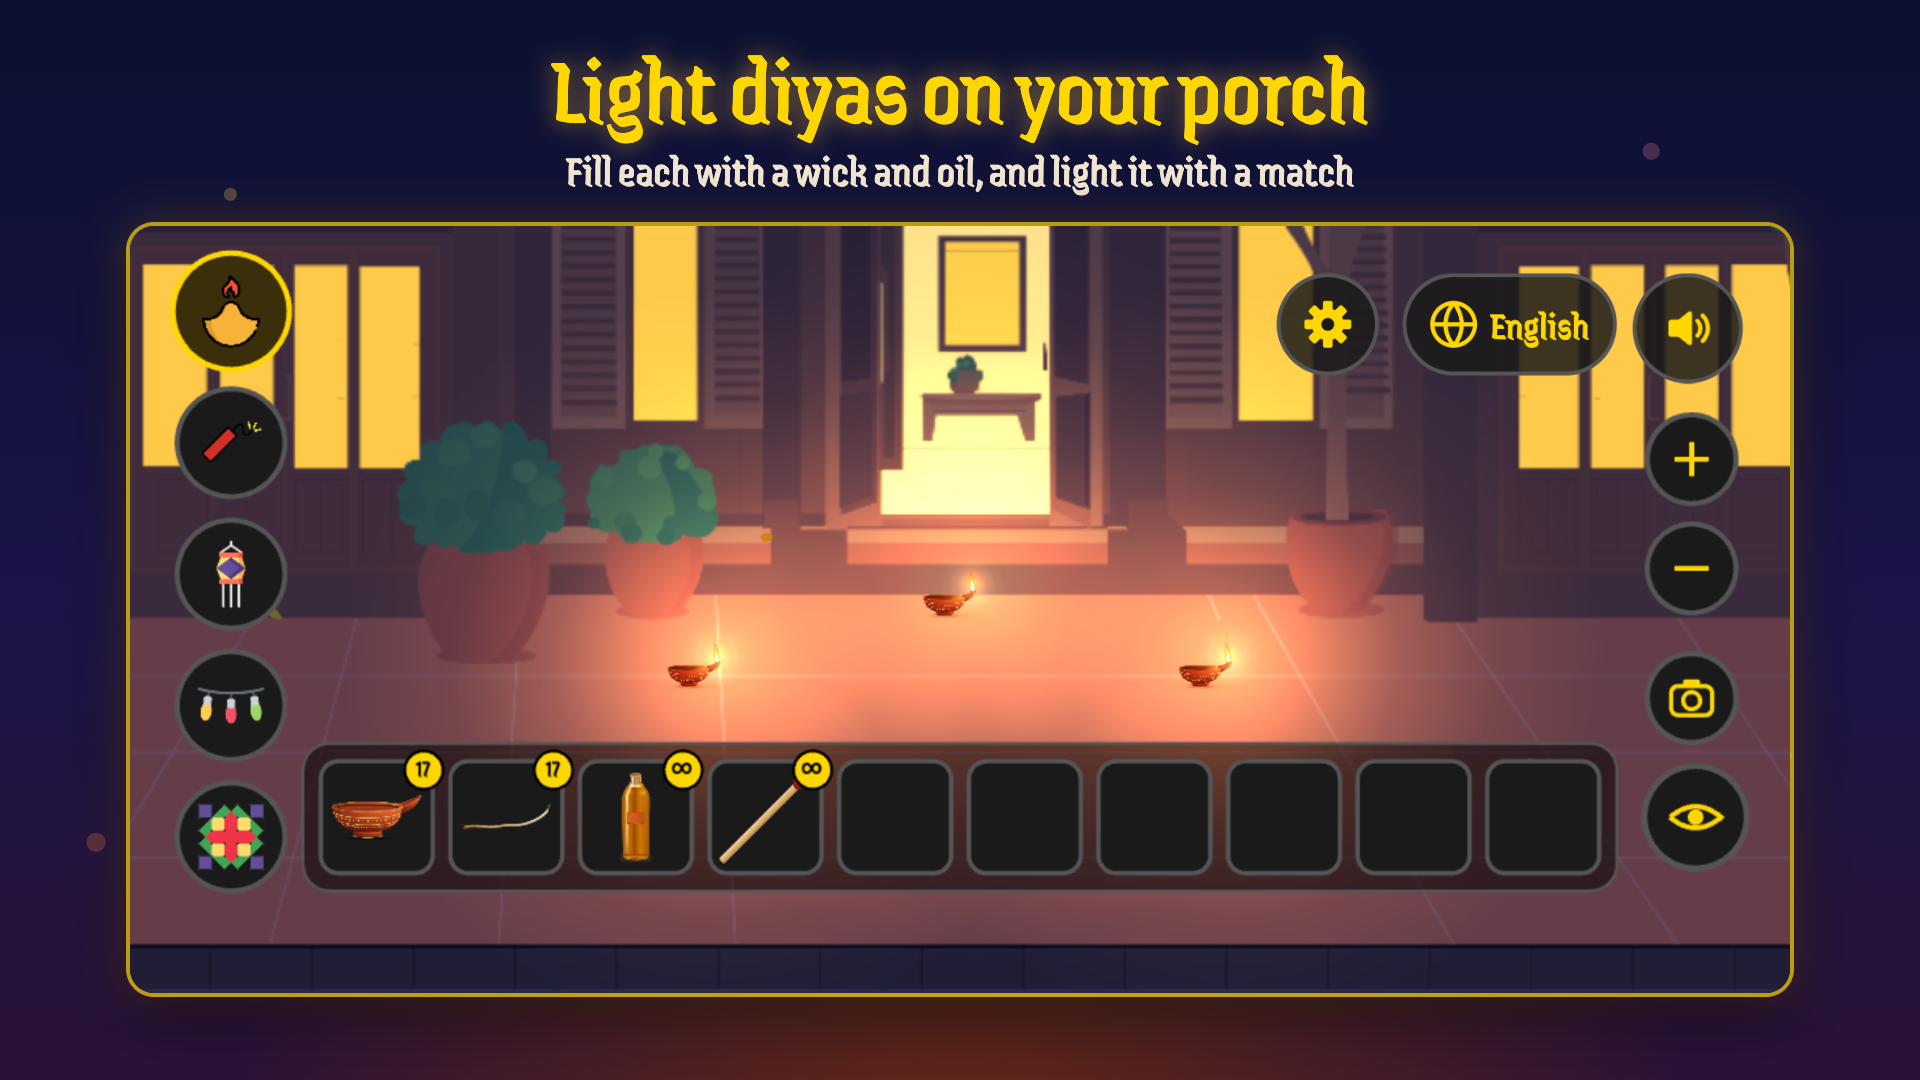 Light diyas on your porch
Fill each with a wick and oil, and light it with a match
English
17
17
∞
∞